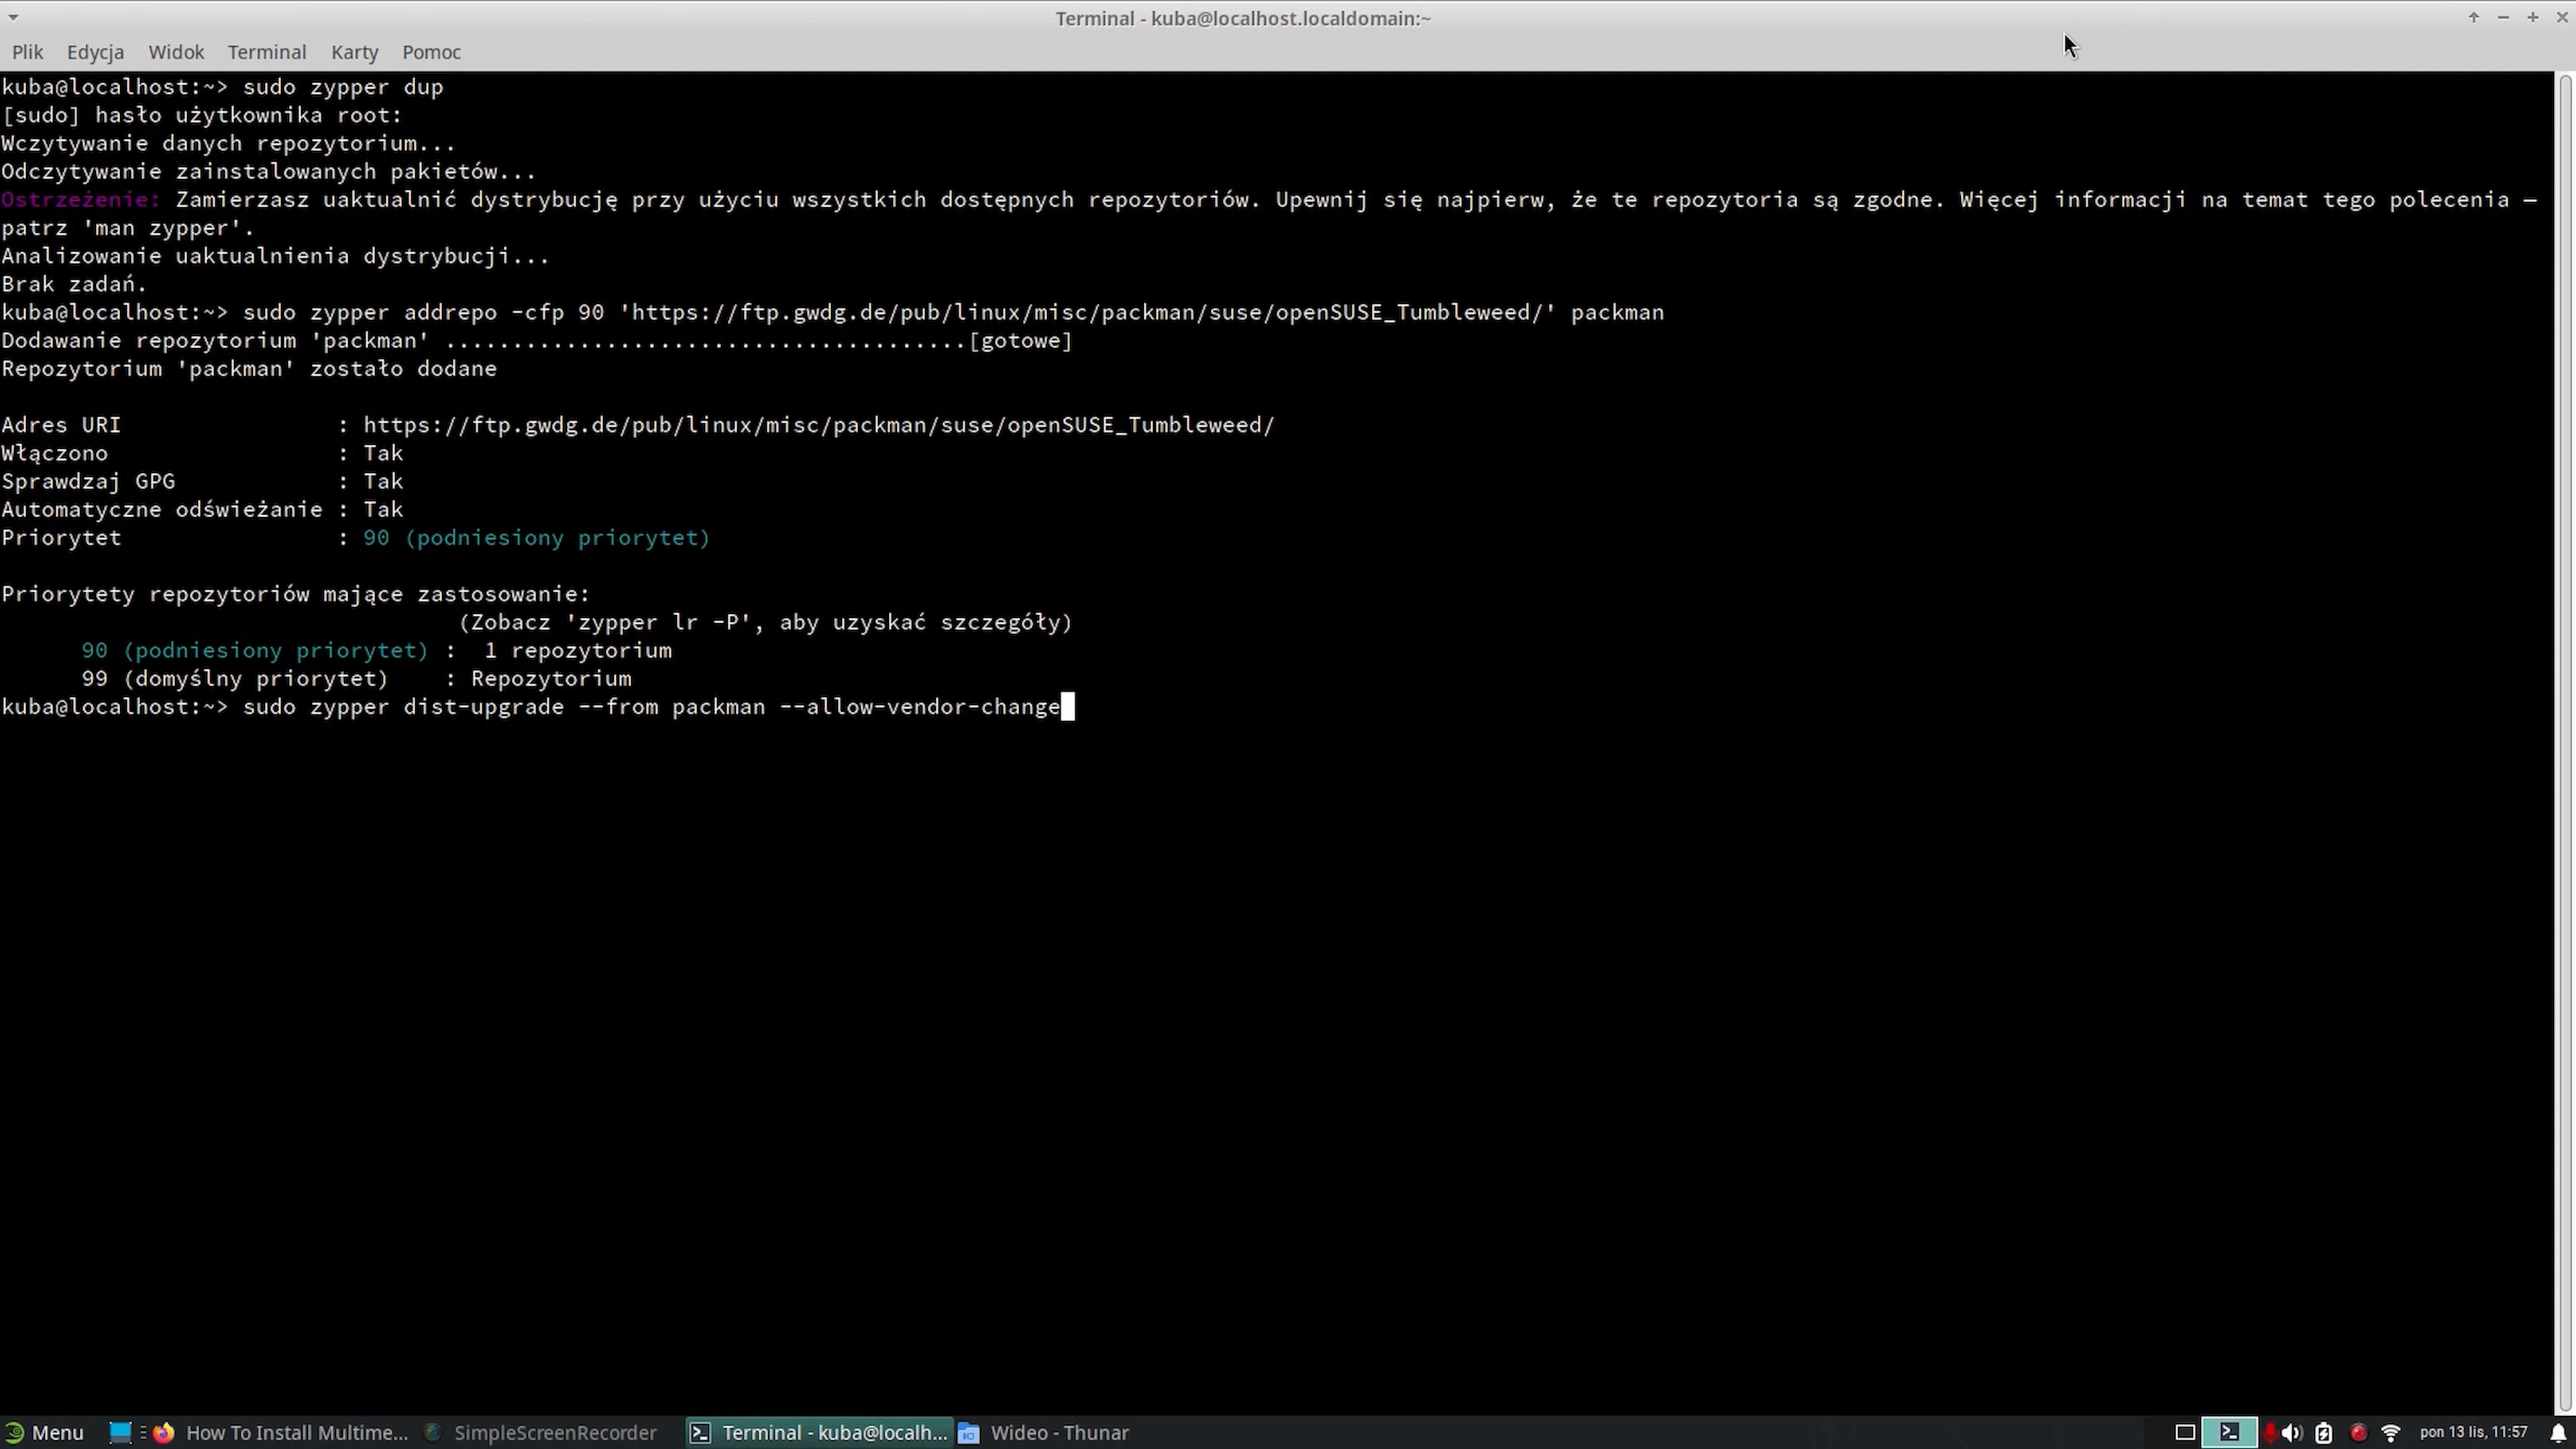 Terminal - kuba@localhost.localdomain:~
Plik Edycja Widok Terminal Karty Pomoc
kuba@localhost:~> sudo zypper dup
[sudo] hasło użytkownika root:
Wczytywanie danych repozytorium...
Odczytywanie zainstalowanych pakietów...
Ostrzeżenie: Zamierzasz uaktualnić dystrybucję przy użyciu wszystkich dostępnych repozytoriów. Upewnij się najpierw, że te repozytoria są zgodne. Więcej informacji na temat tego polecenia —
patrz 'man zypper'.
Analizowanie uaktualnienia dystrybucji...
Brak zadań.
kuba@localhost:~> sudo zypper addrepo -cfp 90 'https://ftp.gwdg.de/pub/linux/misc/packman/suse/openSUSE_Tumbleweed/' packman
Dodawanie repozytorium 'packman' .......................................[gotowe]
Repozytorium 'packman' zostało dodane
Adres URI : https://ftp.gwdg.de/pub/linux/misc/packman/suse/openSUSE_Tumbleweed/
Włączono : Tak
Sprawdzaj GPG : Tak
Automatyczne odświeżanie : Tak
Priorytet : 90 (podniesiony priorytet)
Priorytety repozytoriów mające zastosowanie:
(Zobacz 'zypper lr -P', aby uzyskać szczegóły)
90 (podniesiony priorytet) : 1 repozytorium
99 (domyślny priorytet) : Repozytorium
kuba@localhost:~> sudo zypper dist-upgrade --from packman --allow-vendor-change
Menu How To Install Multime... SimpleScreenRecorder Terminal - kuba@localh... Wideo - Thunar pon 13 lis, 11:57